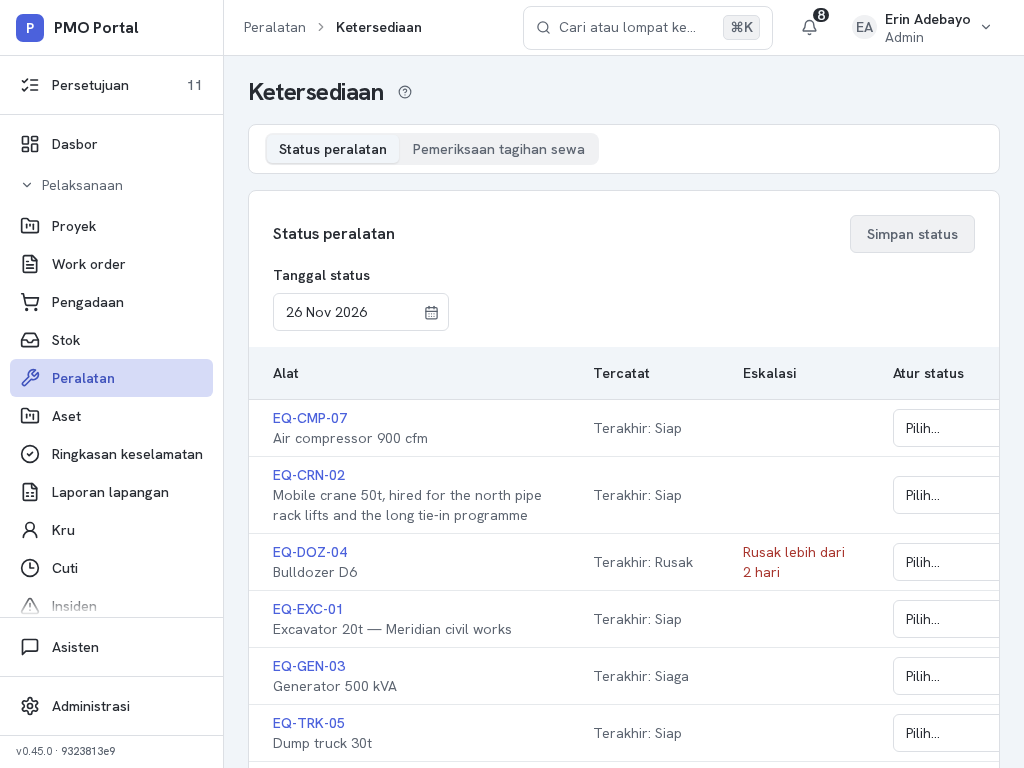 P PMO Portal
Persetujuan 11
Dasbor
Pelaksanaan
Proyek
Work order
Pengadaan
Stok
Peralatan
Aset
Ringkasan keselamatan
Laporan lapangan
Kru
Cuti
Insiden
Asisten
Administrasi
v0.45.0 · 9323813e9
Peralatan > Ketersediaan
Cari atau lompat ke... ⌘K
8
EA
Erin Adebayo
Admin
Ketersediaan
Status peralatan Pemeriksaan tagihan sewa
Status peralatan
Simpan status
Tanggal status
26 Nov 2026
Alat Tercatat Eskalasi Atur status
EQ-CMP-07
Air compressor 900 cfm
Terakhir: Siap
Pilih...
EQ-CRN-02
Mobile crane 50t, hired for the north pipe
rack lifts and the long tie-in programme
Terakhir: Siap
Pilih...
EQ-DOZ-04
Bulldozer D6
Terakhir: Rusak
Rusak lebih dari
2 hari
Pilih...
EQ-EXC-01
Excavator 20t — Meridian civil works
Terakhir: Siap
Pilih...
EQ-GEN-03
Generator 500 kVA
Terakhir: Siaga
Pilih...
EQ-TRK-05
Dump truck 30t
Terakhir: Siap
Pilih...